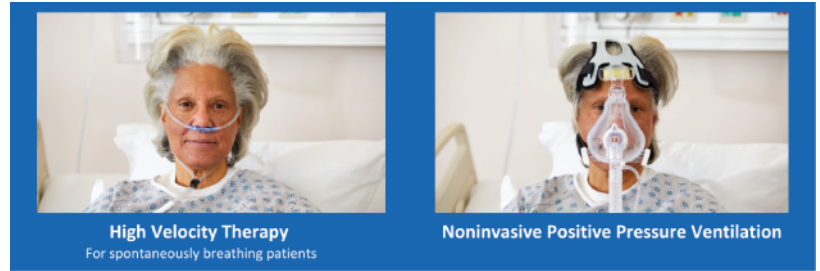 High Velocity Therapy
For spontaneously breathing patients
Noninvasive Positive Pressure Ventilation